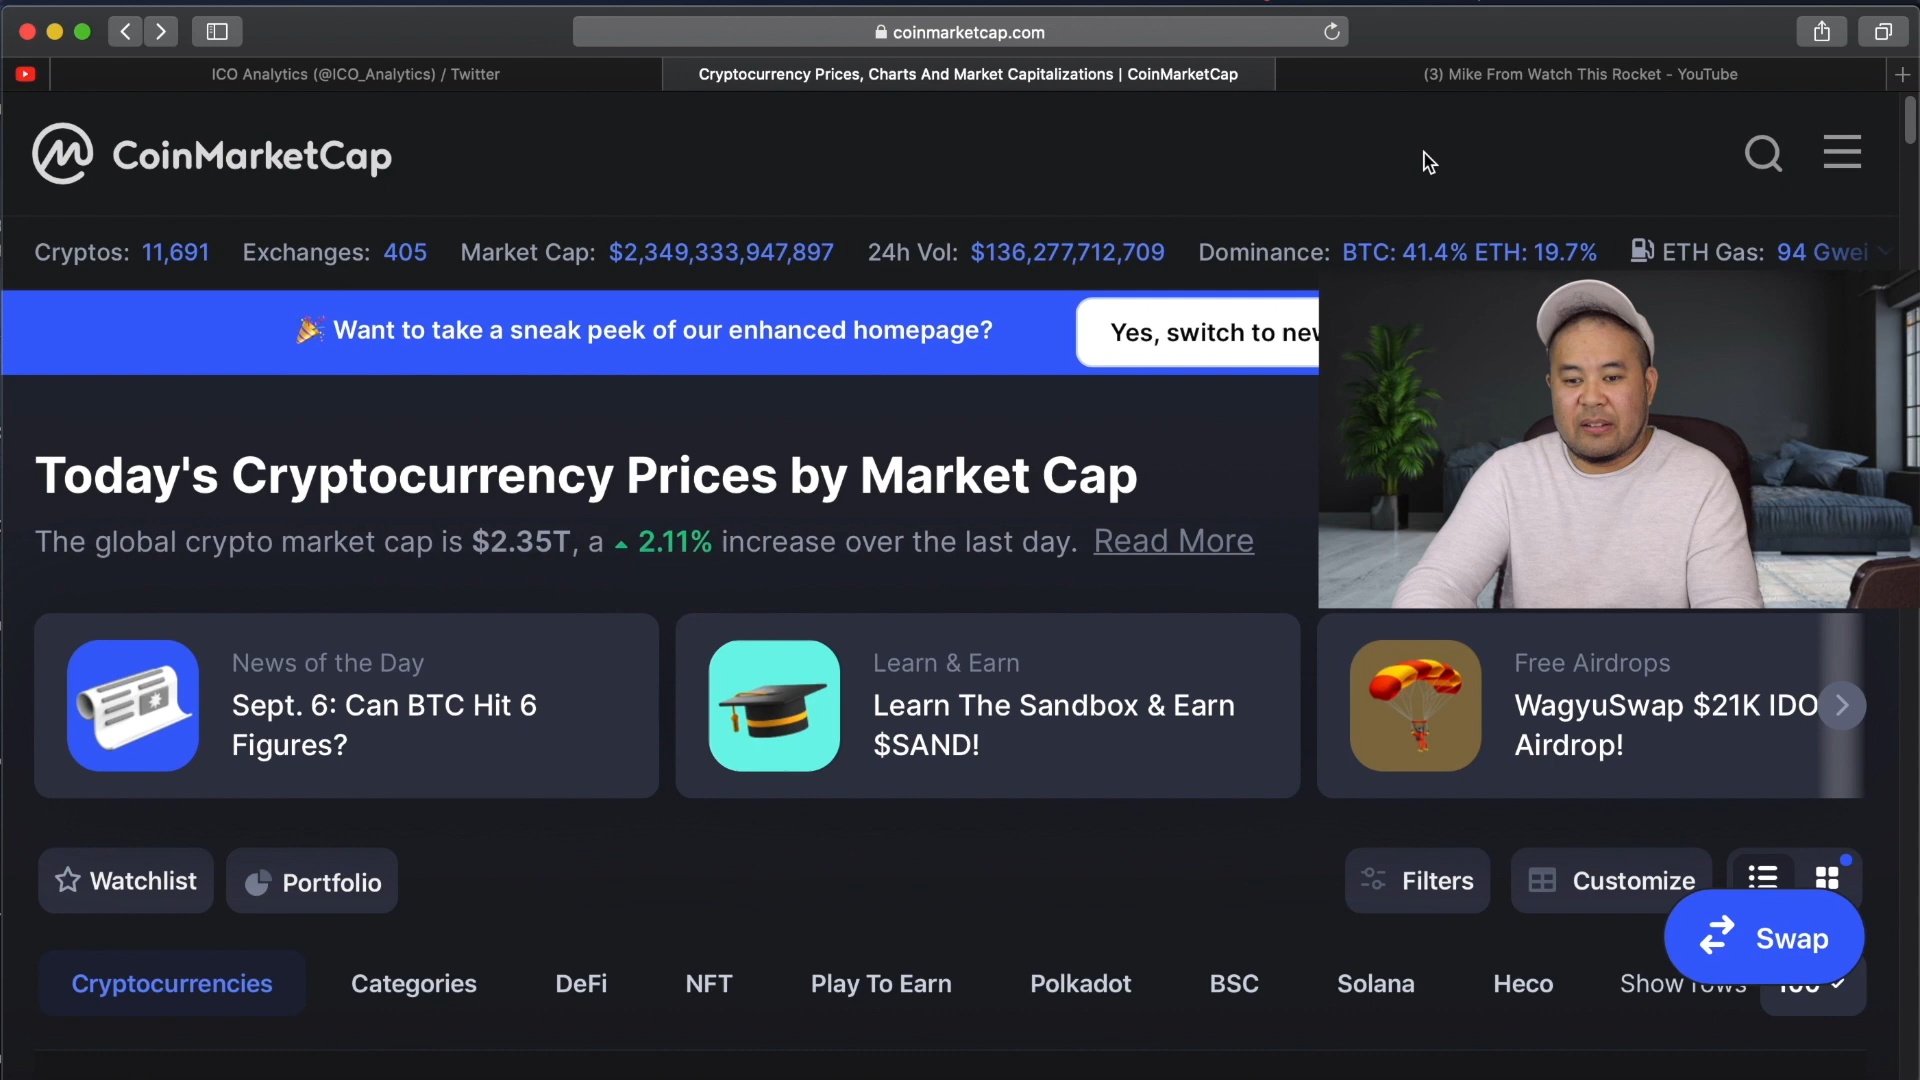 coinmarketcap.com
ICO Analytics (@ICO_Analytics) / Twitter
Cryptocurrency Prices, Charts And Market Capitalizations | CoinMarketCap
(3) Mike From Watch This Rocket - YouTube
CoinMarketCap
Cryptos: 11,691 Exchanges: 405 Market Cap: $2,349,333,947,897 24h Vol: $136,277,712,709 Dominance: BTC: 41.4% ETH: 19.7% ETH Gas: 94 Gwei
🎉 Want to take a sneak peek of our enhanced homepage?
Yes, switch to new
Today's Cryptocurrency Prices by Market Cap
The global crypto market cap is $2.35T, a ▲ 2.11% increase over the last day. Read More
News of the Day
Sept. 6: Can BTC Hit 6
Figures?
Learn & Earn
Learn The Sandbox & Earn
$SAND!
Free Airdrops
WagyuSwap $21K IDO
Airdrop!
Watchlist
Portfolio
Filters
Customize
Swap
Cryptocurrencies
Categories
DeFi
NFT
Play To Earn
Polkadot
BSC
Solana
Heco
Show rows
100